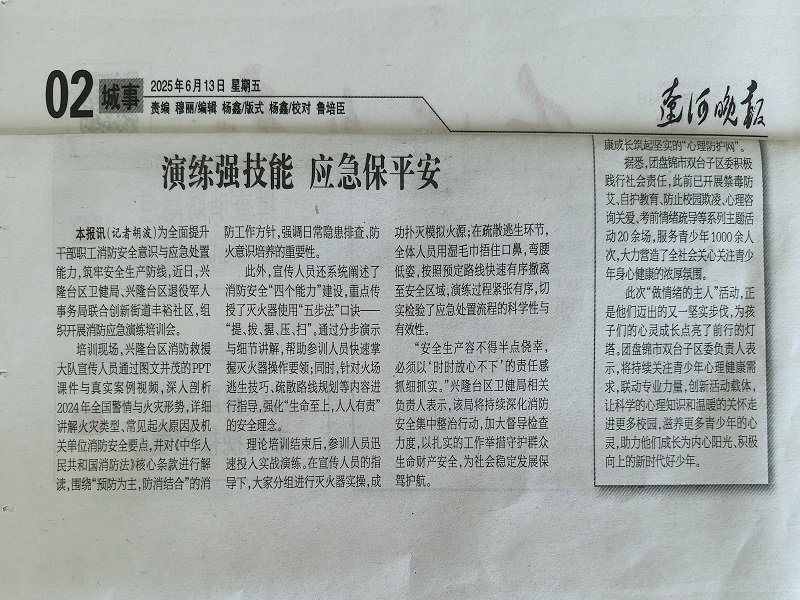 02 城事
2025年6月13日 星期五
责编 穆丽/编辑 杨鑫/版式 杨鑫/校对 鲁培臣
辽河晚报
演练强技能 应急保平安
本报讯(记者胡波)为全面提升
干部职工消防安全意识与应急处置
能力,筑牢安全生产防线,近日,兴
隆台区卫健局、兴隆台区退役军人
事务局联合创新街道丰裕社区,组
织开展消防应急演练培训会。
培训现场,兴隆台区消防救援
大队宣传人员通过图文并茂的PPT
课件与真实案例视频,深入剖析
2024年全国警情与火灾形势,详细
讲解火灾类型、常见起火原因及机
关单位消防安全要点,并对《中华人
民共和国消防法》核心条款进行解
读,围绕“预防为主,防消结合”的消
防工作方针,强调日常隐患排查、防
火意识培养的重要性。
此外,宣传人员还系统阐述了
消防安全“四个能力”建设,重点传
授了灭火器使用“五步法”口诀——
“提、拔、握、压、扫”。通过分步演示
与细节讲解,帮助参训人员快速掌
握灭火器操作要领;同时,针对火场
逃生技巧、疏散路线规划等内容进
行指导,强化“生命至上,人人有责”
的安全理念。
理论培训结束后,参训人员迅
速投入实战演练。在宣传人员的指
导下,大家分组进行灭火器实操,成
功扑灭模拟火源;在疏散逃生环节,
全体人员用湿毛巾捂住口鼻,弯腰
低姿,按照预定路线快速有序撤离
至安全区域,演练过程紧张有序,切
实检验了应急处置流程的科学性与
有效性。
“安全生产容不得半点侥幸,
必须以‘时时放心不下’的责任感
抓细抓实。”兴隆台区卫健局相关
负责人表示,该局将持续深化消防
安全集中整治行动,加大督导检查
力度,以扎实的工作举措守护群众
生命财产安全,为社会稳定发展保
驾护航。
康成长筑起坚实的“心理防护网”。
据悉,团盘锦市双台子区委积极
践行社会责任,此前已开展禁毒防
艾、自护教育、防止校园欺凌、心理咨
询关爱、考前情绪疏导等系列主题活
动20余场,服务青少年1000余人
次,大力营造了全社会关心关注青少
年身心健康的浓厚氛围。
此次“做情绪的主人”活动,正
是他们迈出的又一坚实步伐,为孩
子们的心灵成长点亮了前行的灯
塔。团盘锦市双台子区委负责人表
示,将持续关注青少年心理健康需
求,联动专业力量,创新活动载体,
让科学的心理知识和温暖的关怀走
进更多校园,滋养更多青少年的心
灵,助力他们成长为内心阳光、积极
向上的新时代好少年。